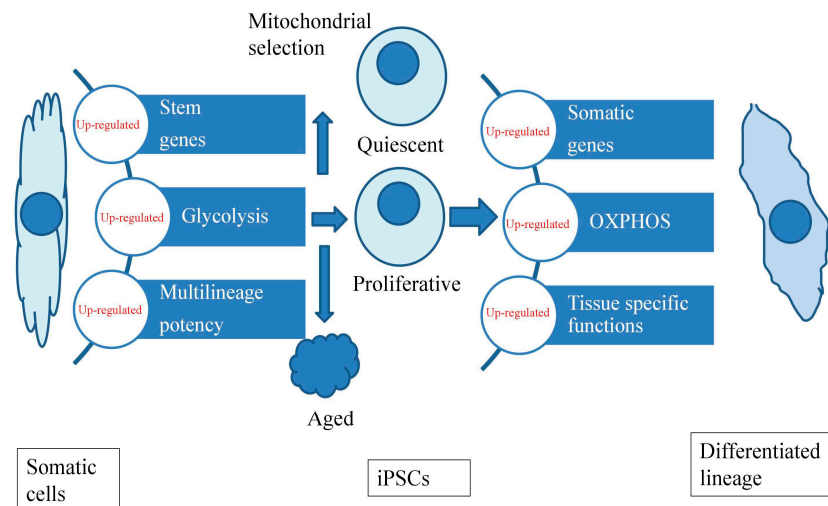 Mitochondrial
selection
Up-regulated
Stem
genes
Up-regulated
Glycolysis
Up-regulated
Multilineage
potency
Quiescent
Proliferative
Aged
Up-regulated
Somatic
genes
Up-regulated
OXPHOS
Up-regulated
Tissue specific
functions
Somatic
cells
iPSCs
Differentiated
lineage